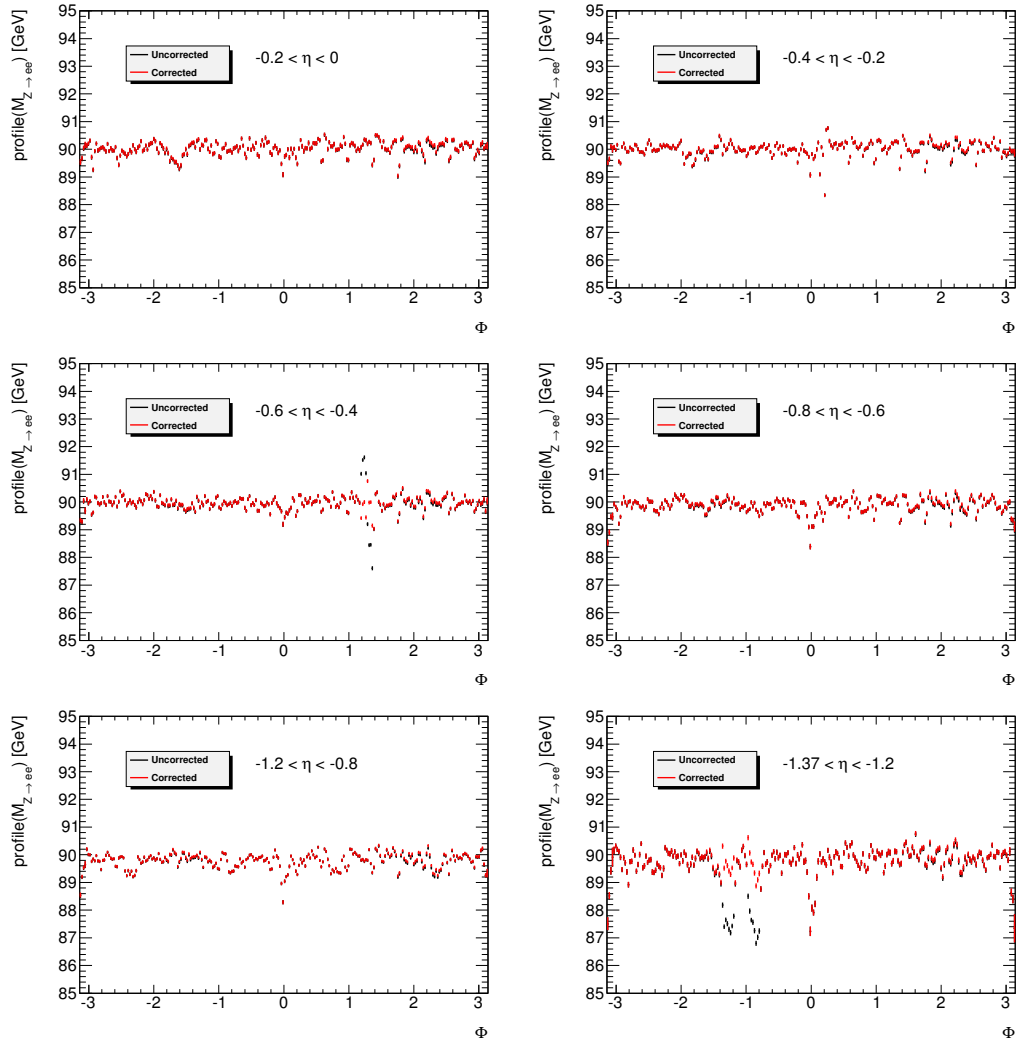 profile(M_{Z→ee}) [GeV]
95
94
93
92
91
90
89
88
87
86
85
Uncorrected
Corrected
-0.2 < η < 0
-3 -2 -1 0 1 2 3
Φ
profile(M_{Z→ee}) [GeV]
95
94
93
92
91
90
89
88
87
86
85
Uncorrected
Corrected
-0.4 < η < -0.2
-3 -2 -1 0 1 2 3
Φ
profile(M_{Z→ee}) [GeV]
95
94
93
92
91
90
89
88
87
86
85
Uncorrected
Corrected
-0.6 < η < -0.4
-3 -2 -1 0 1 2 3
Φ
profile(M_{Z→ee}) [GeV]
95
94
93
92
91
90
89
88
87
86
85
Uncorrected
Corrected
-0.8 < η < -0.6
-3 -2 -1 0 1 2 3
Φ
profile(M_{Z→ee}) [GeV]
95
94
93
92
91
90
89
88
87
86
85
Uncorrected
Corrected
-1.2 < η < -0.8
-3 -2 -1 0 1 2 3
Φ
profile(M_{Z→ee}) [GeV]
95
94
93
92
91
90
89
88
87
86
85
Uncorrected
Corrected
-1.37 < η < -1.2
-3 -2 -1 0 1 2 3
Φ